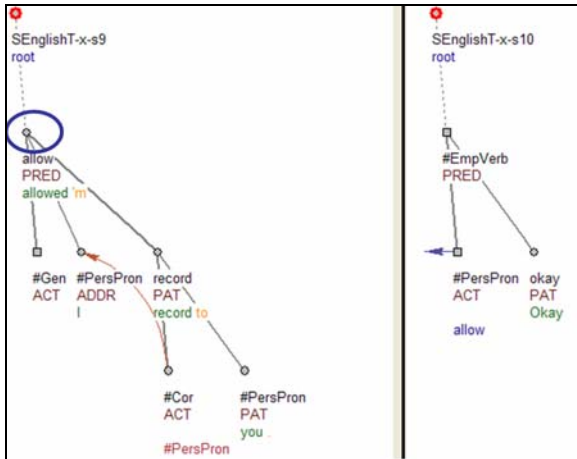 SEnglishT-x-s9
root
allow
PRED
allowed 'm
#Gen
ACT
#PersPron
ADDR
I
record
PAT
record to
#Cor
ACT
#PersPron
#PersPron
PAT
you .
SEnglishT-x-s10
root
#EmpVerb
PRED
#PersPron
ACT
allow
okay
PAT
Okay